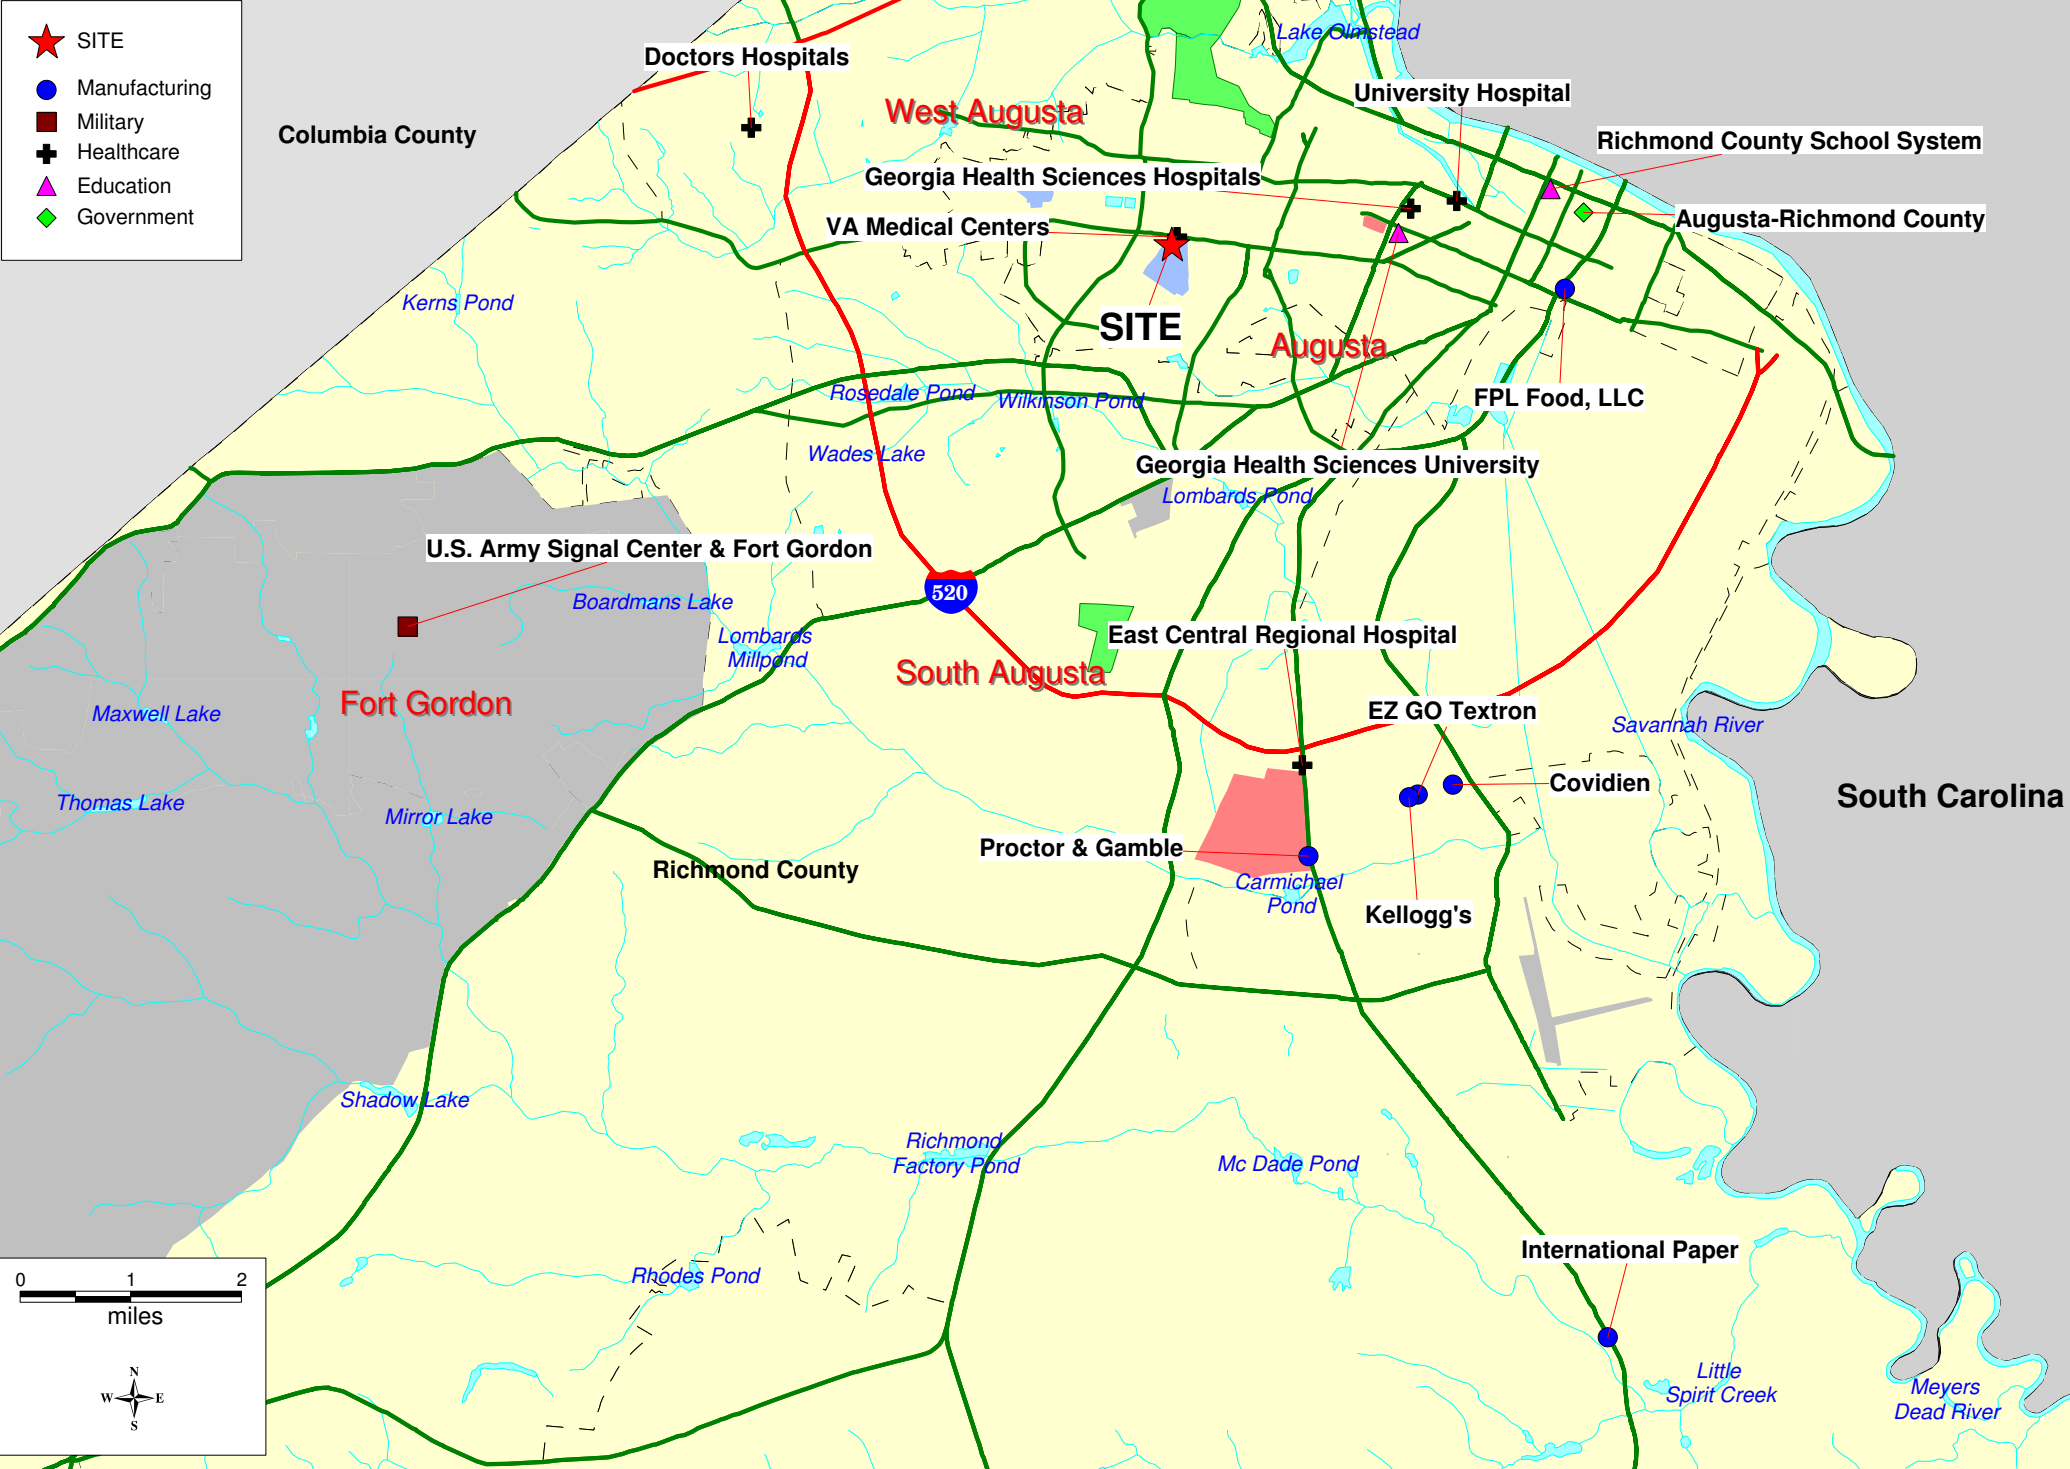 SITE
Manufacturing
Military
Healthcare
Education
Government
Columbia County
Doctors Hospitals
West Augusta
Lake Olmstead
University Hospital
Richmond County School System
Georgia Health Sciences Hospitals
VA Medical Centers
Augusta-Richmond County
Kerns Pond
SITE
Augusta
Rosedale Pond
Wilkinson Pond
FPL Food, LLC
Wades Lake
Georgia Health Sciences University
Lombards Pond
U.S. Army Signal Center & Fort Gordon
520
Boardmans Lake
Lombards
Millpond
East Central Regional Hospital
South Augusta
Fort Gordon
Maxwell Lake
EZ GO Textron
Savannah River
Thomas Lake
Mirror Lake
Covidien
South Carolina
Proctor & Gamble
Richmond County
Carmichael
Pond
Kellogg's
Shadow Lake
Richmond
Factory Pond
Mc Dade Pond
International Paper
Rhodes Pond
0 1 2
miles
N
W E
S
Little
Spirit Creek
Meyers
Dead River